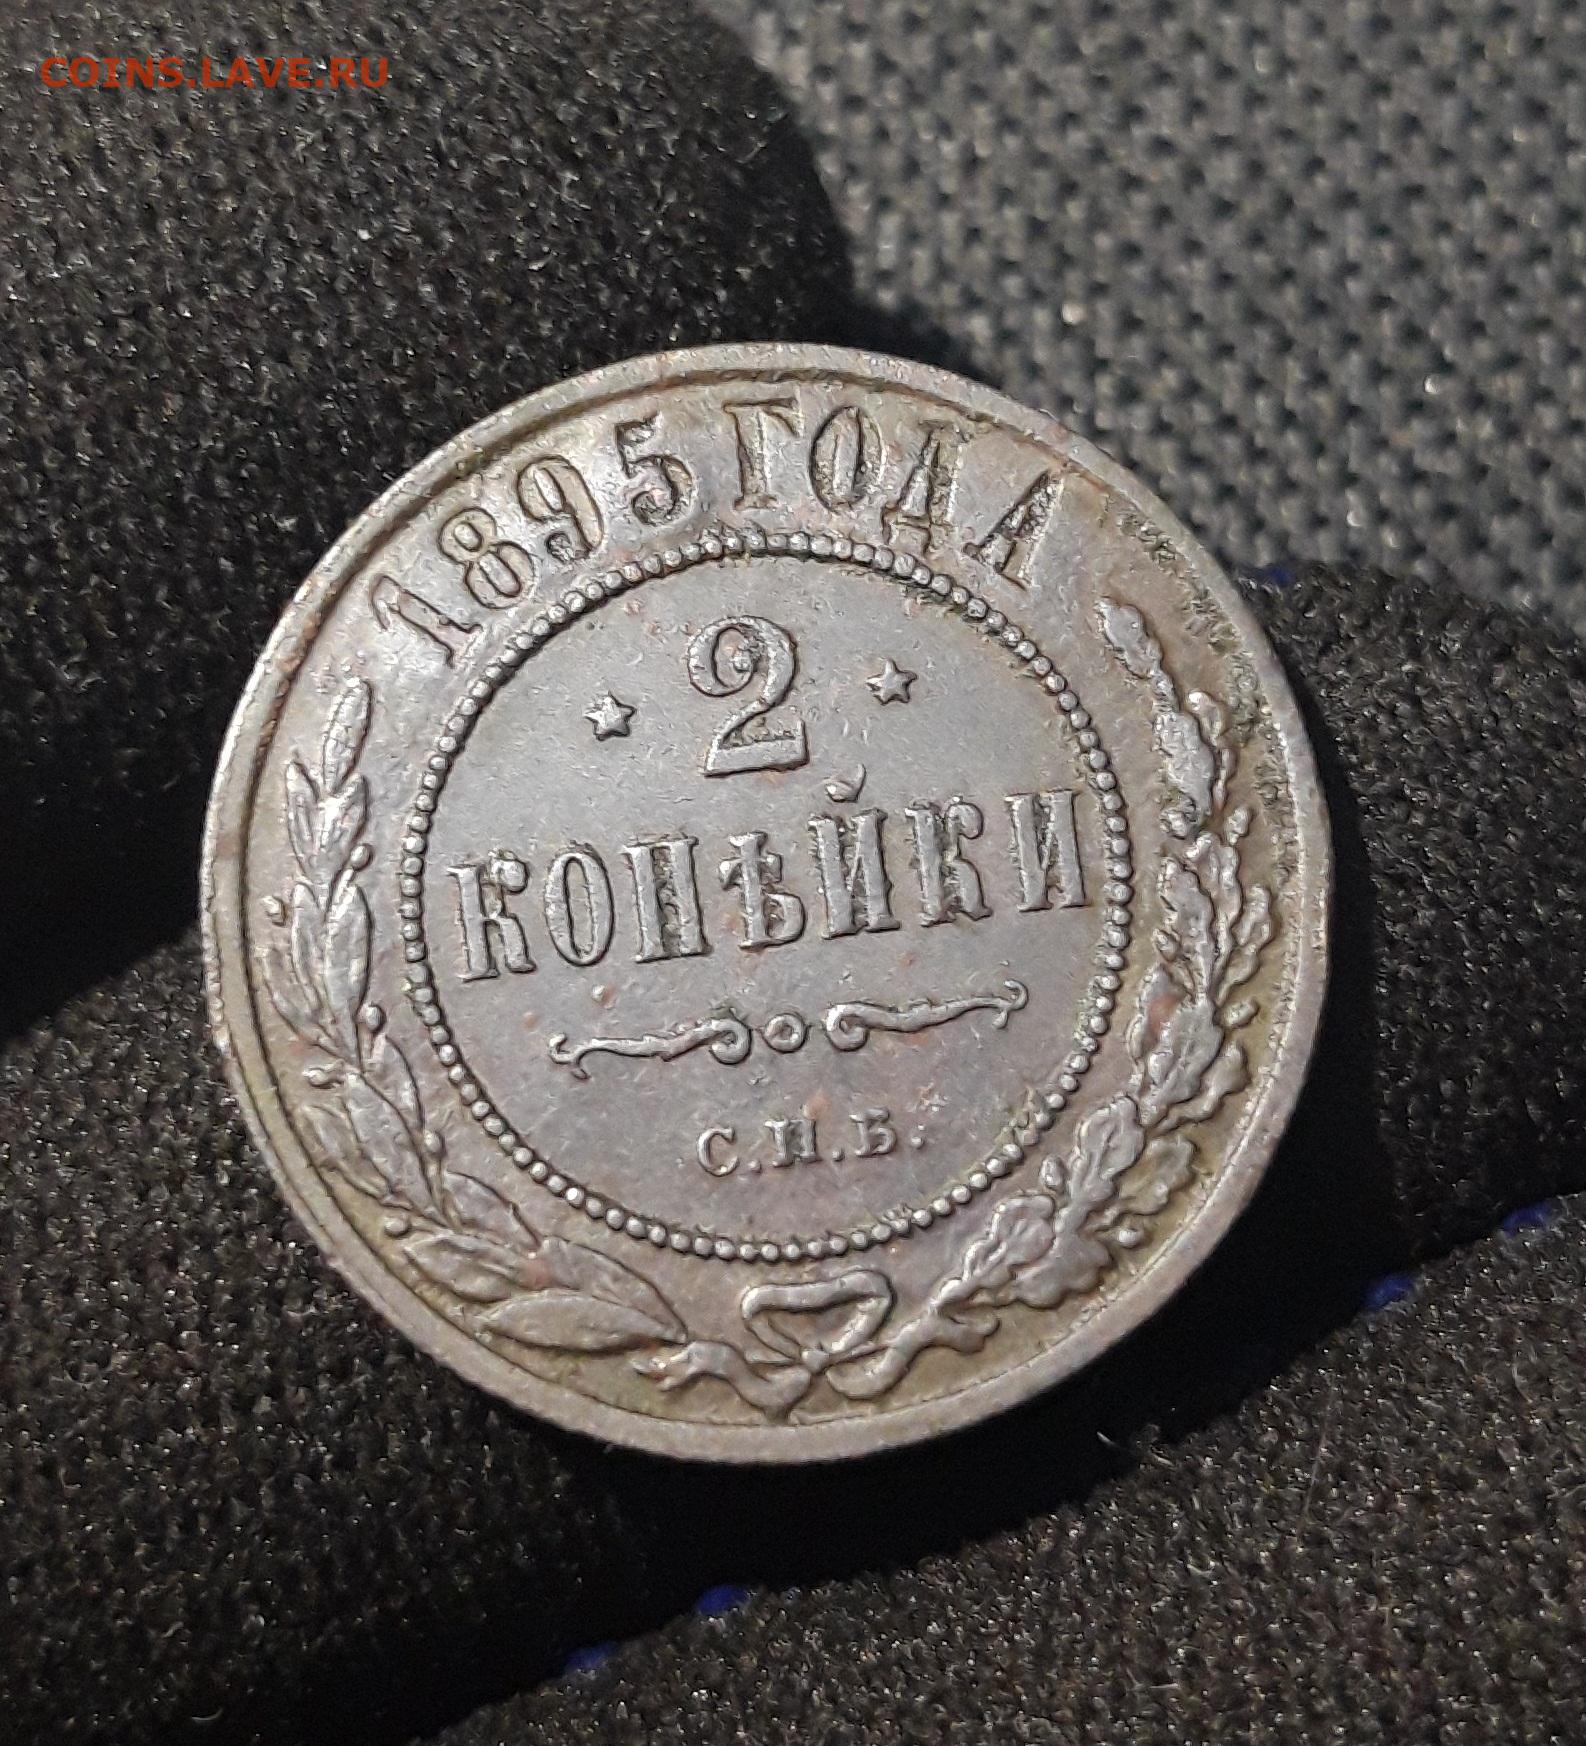 COINS.LAVE.RU
1895 ГОДА
2
КОПѢЙКИ
С.П.Б.